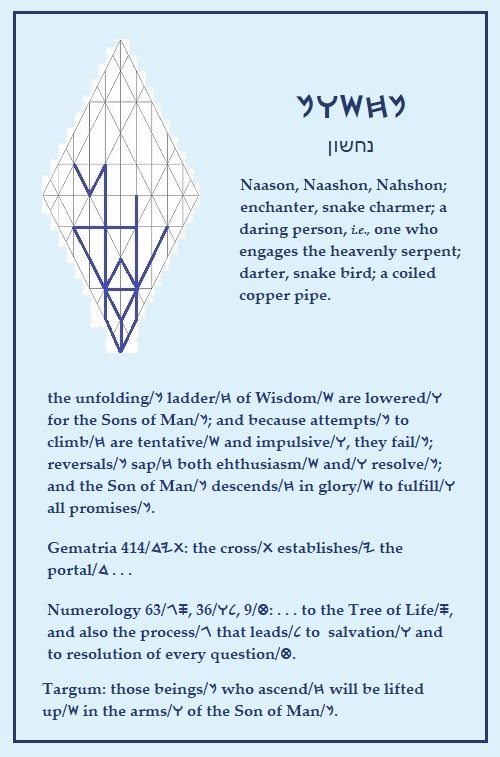 𐤍𐤇𐤔𐤅𐤍
נחשון
Naason, Naashon, Nahshon;
enchanter, snake charmer; a
daring person, i.e., one who
engages the heavenly serpent;
darter, snake bird; a coiled
copper pipe.
the unfolding/𐤍 ladder/𐤇 of Wisdom/𐤔 are lowered/𐤅
for the Sons of Man/𐤍; and because attempts/𐤍 to
climb/𐤇 are tentative/𐤔 and impulsive/𐤅, they fail/𐤍;
reversals/𐤍 sap/𐤇 both ehthusiasm/𐤔 and/𐤅 resolve/𐤍;
and the Son of Man/𐤍 descends/𐤇 in glory/𐤔 to fulfill/𐤅
all promises/𐤍.
Gematria 414/𐤕𐤉𐤃: the cross/𐤕 establishes/𐤉 the
portal/𐤃 . . .
Numerology 63/𐤎𐤂, 36/𐤋𐤅, 9/𐤈: . . . to the Tree of Life/𐤎,
and also the process/𐤂 that leads/𐤋 to salvation/𐤅 and
to resolution of every question/𐤈.
Targum: those beings/𐤍 who ascend/𐤇 will be lifted
up/𐤔 in the arms/𐤅 of the Son of Man/𐤍.